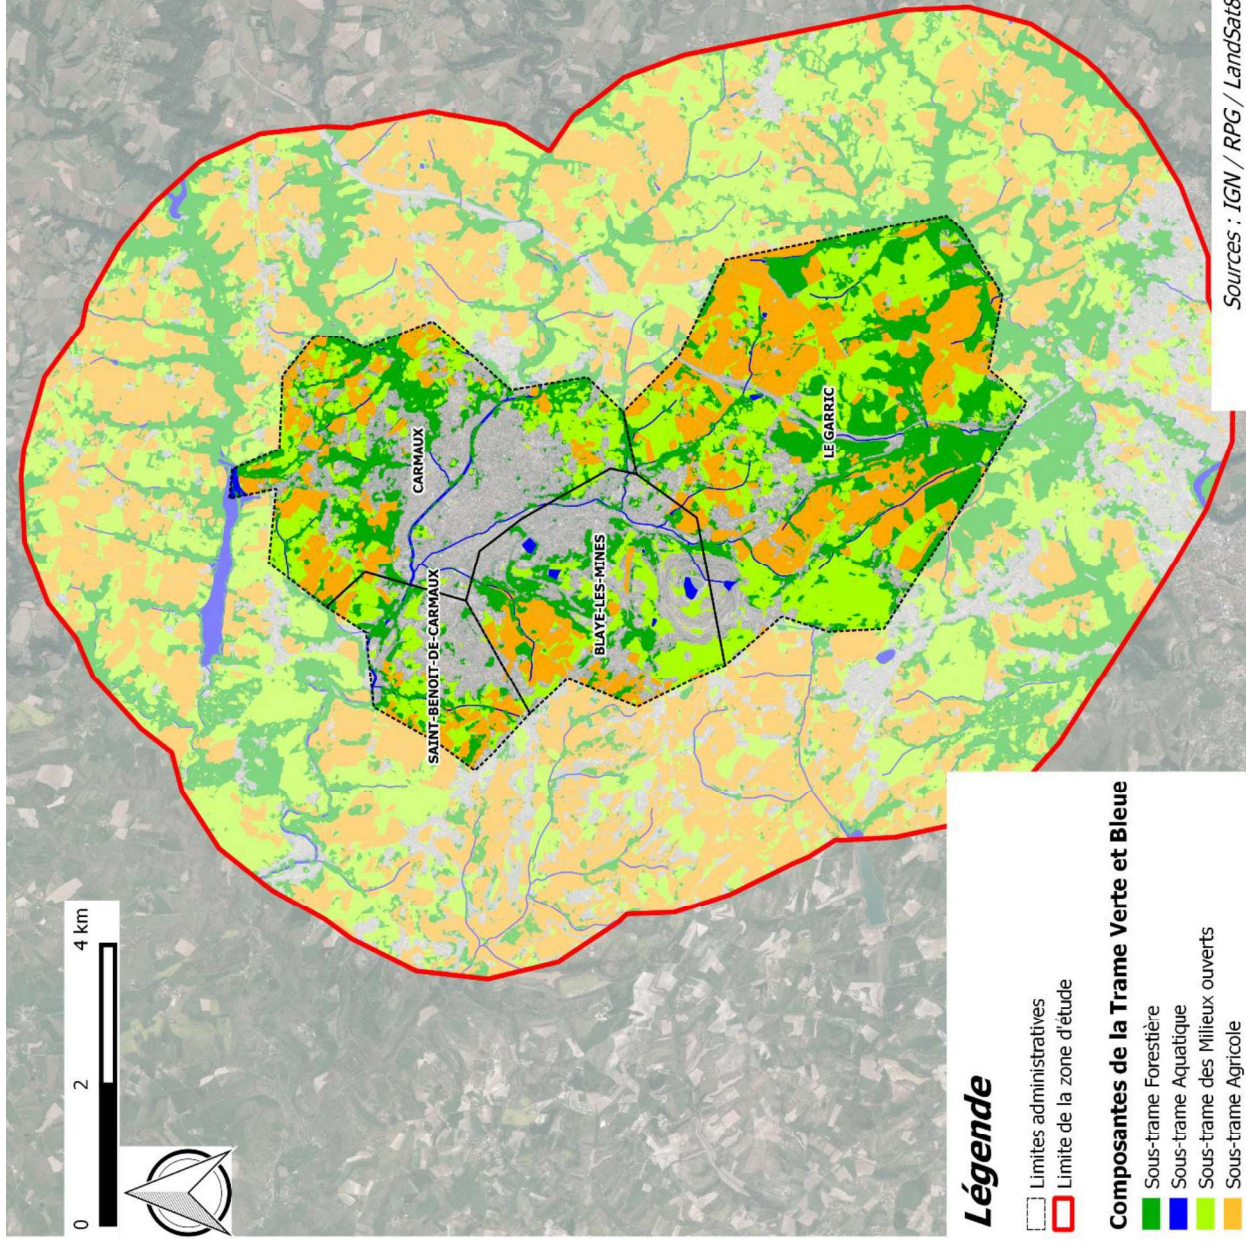 0 2 4 km
CARMAUX
SAINT-BENOIT-DE-CARMAUX
BLAYE-LES-MINES
LE GARRIC
Légende
Limites administratives
Limite de la zone d'étude
Composantes de la Trame Verte et Bleue
Sous-trame Forestière
Sous-trame Aquatique
Sous-trame des Milieux ouverts
Sous-trame Agricole
Sources : IGN / RPG / LandSat8